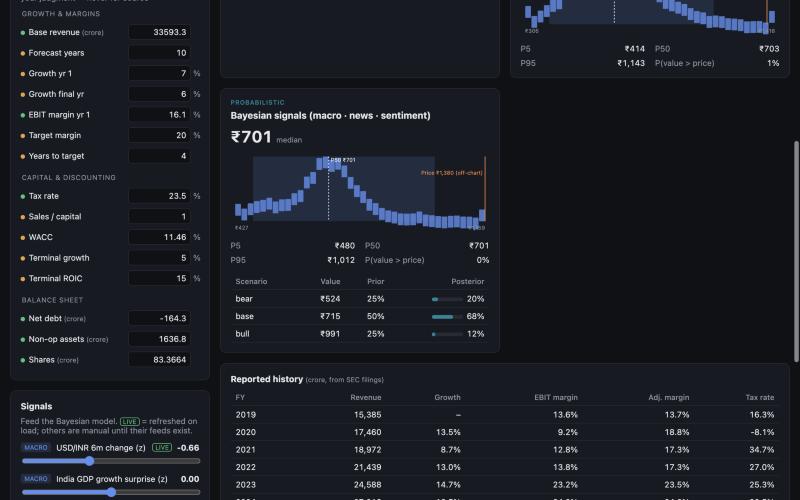 GROWTH & MARGINS
Base revenue (crore) 33593.3
Forecast years 10
Growth yr 1 7 %
Growth final yr 6 %
EBIT margin yr 1 16.1 %
Target margin 20 %
Years to target 4
CAPITAL & DISCOUNTING
Tax rate 23.5 %
Sales / capital 1
WACC 11.46 %
Terminal growth 5 %
Terminal ROIC 15 %
BALANCE SHEET
Net debt (crore) -164.3
Non-op assets (crore) 1636.8
Shares (crore) 83.3664
Signals
Feed the Bayesian model. LIVE = refreshed on
load; others are manual until their feeds exist.
MACRO USD/INR 6m change (z) LIVE -0.66
MACRO India GDP growth surprise (z) 0.00
P5 ₹414 P50 ₹703
P95 ₹1,143 P(value > price) 1%
PROBABILISTIC
Bayesian signals (macro · news · sentiment)
₹701 median
P50 ₹701
Price ₹1,380 (off-chart)
₹427
P5 ₹480 P50 ₹701
P95 ₹1,012 P(value > price) 0%
Scenario Value Prior Posterior
bear ₹524 25% 20%
base ₹715 50% 68%
bull ₹991 25% 12%
Reported history (crore, from SEC filings)
FY Revenue Growth EBIT margin Adj. margin Tax rate
2019 15,385 – 13.6% 13.7% 16.3%
2020 17,460 13.5% 9.2% 18.8% -8.1%
2021 18,972 8.7% 12.8% 17.3% 34.7%
2022 21,439 13.0% 13.8% 17.3% 27.0%
2023 24,588 14.7% 23.2% 23.5% 25.3%